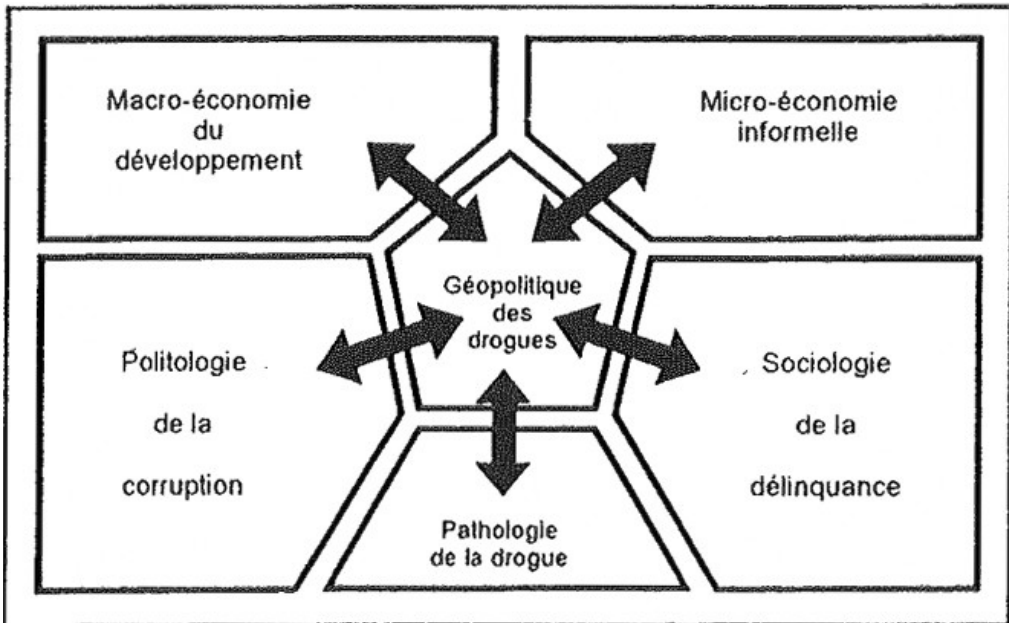 Macro-économie
du
développement
Micro-économie
informelle
Géopolitique
des
drogues
Politologie
de la
corruption
Sociologie
de la
délinquance
Pathologie
de la drogue